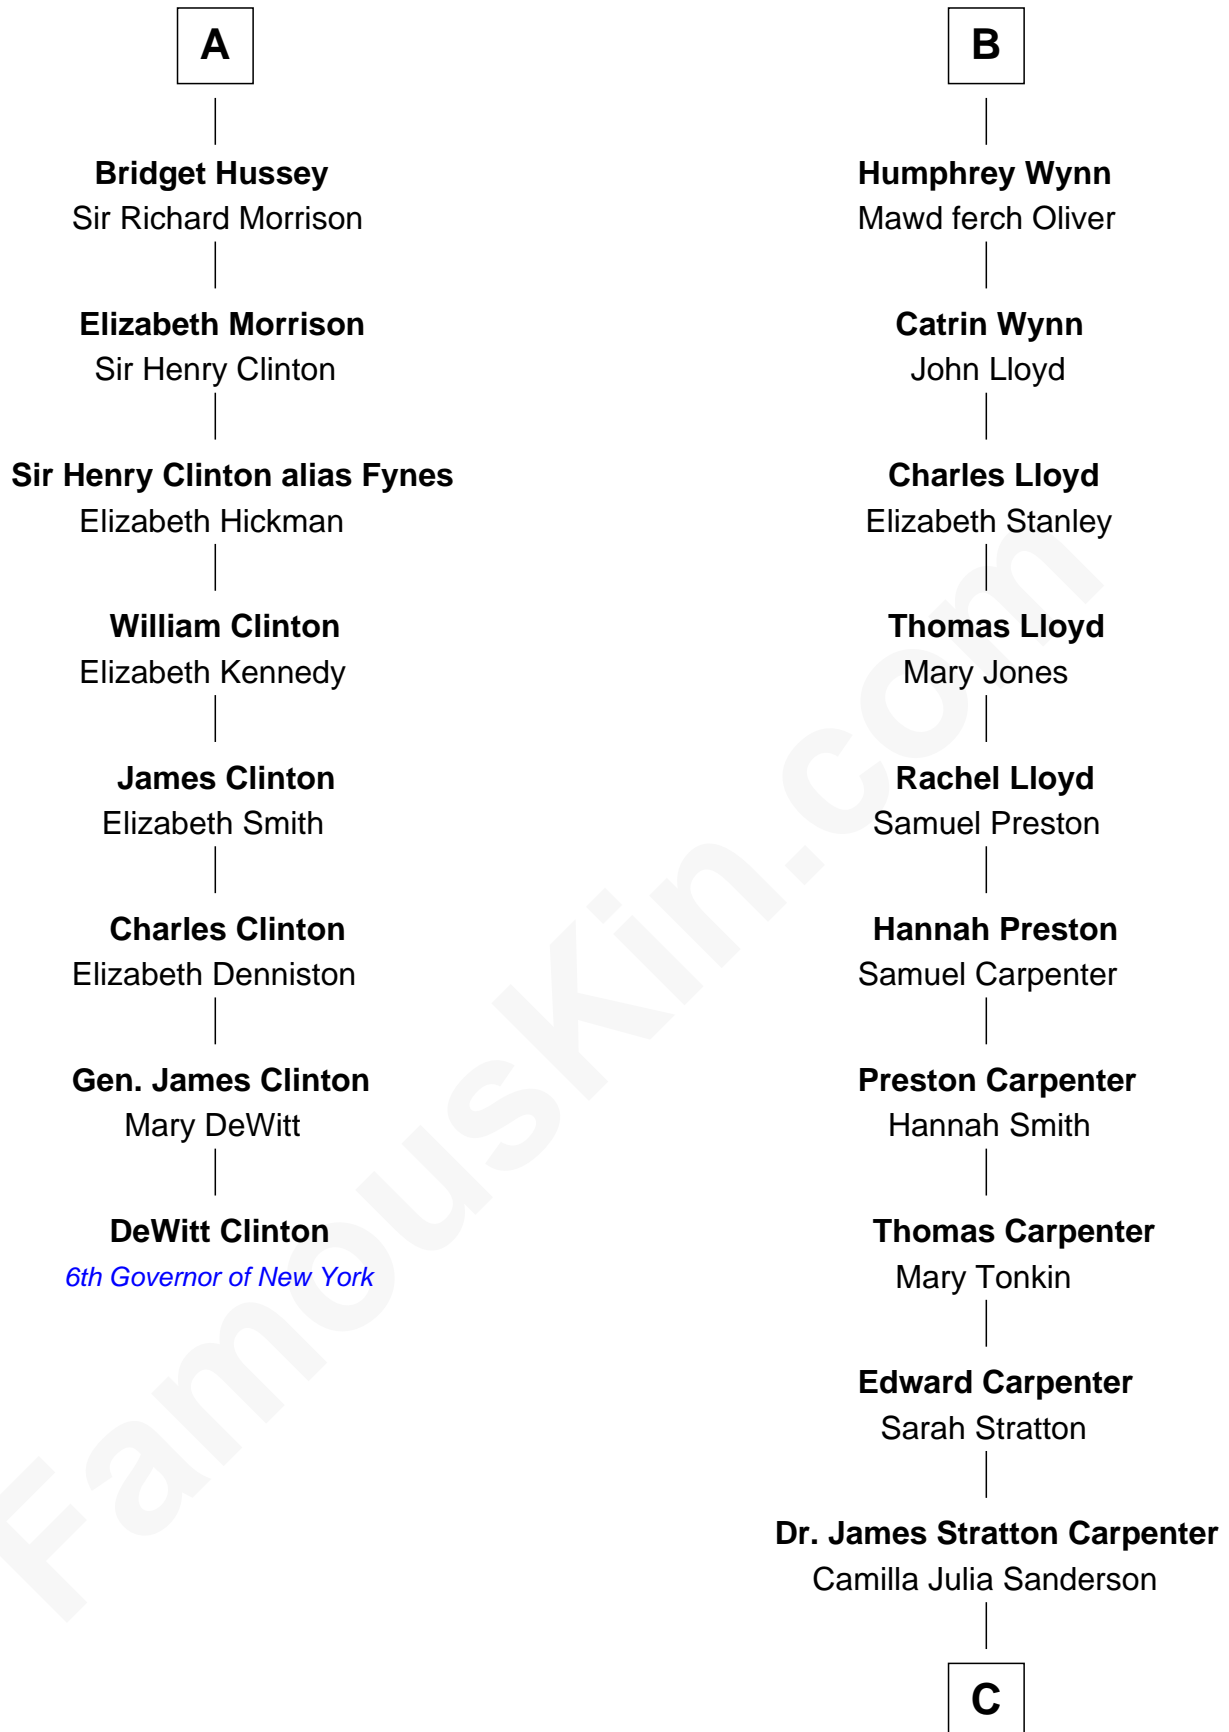 A
Bridget Hussey
Sir Richard Morrison
Elizabeth Morrison
Sir Henry Clinton
Sir Henry Clinton alias Fynes
Elizabeth Hickman
William Clinton
Elizabeth Kennedy
James Clinton
Elizabeth Smith
Charles Clinton
Elizabeth Denniston
Gen. James Clinton
Mary DeWitt
DeWitt Clinton
6th Governor of New York
B
Humphrey Wynn
Mawd ferch Oliver
Catrin Wynn
John Lloyd
Charles Lloyd
Elizabeth Stanley
Thomas Lloyd
Mary Jones
Rachel Lloyd
Samuel Preston
Hannah Preston
Samuel Carpenter
Preston Carpenter
Hannah Smith
Thomas Carpenter
Mary Tonkin
Edward Carpenter
Sarah Stratton
Dr. James Stratton Carpenter
Camilla Julia Sanderson
C
FamousKin.com